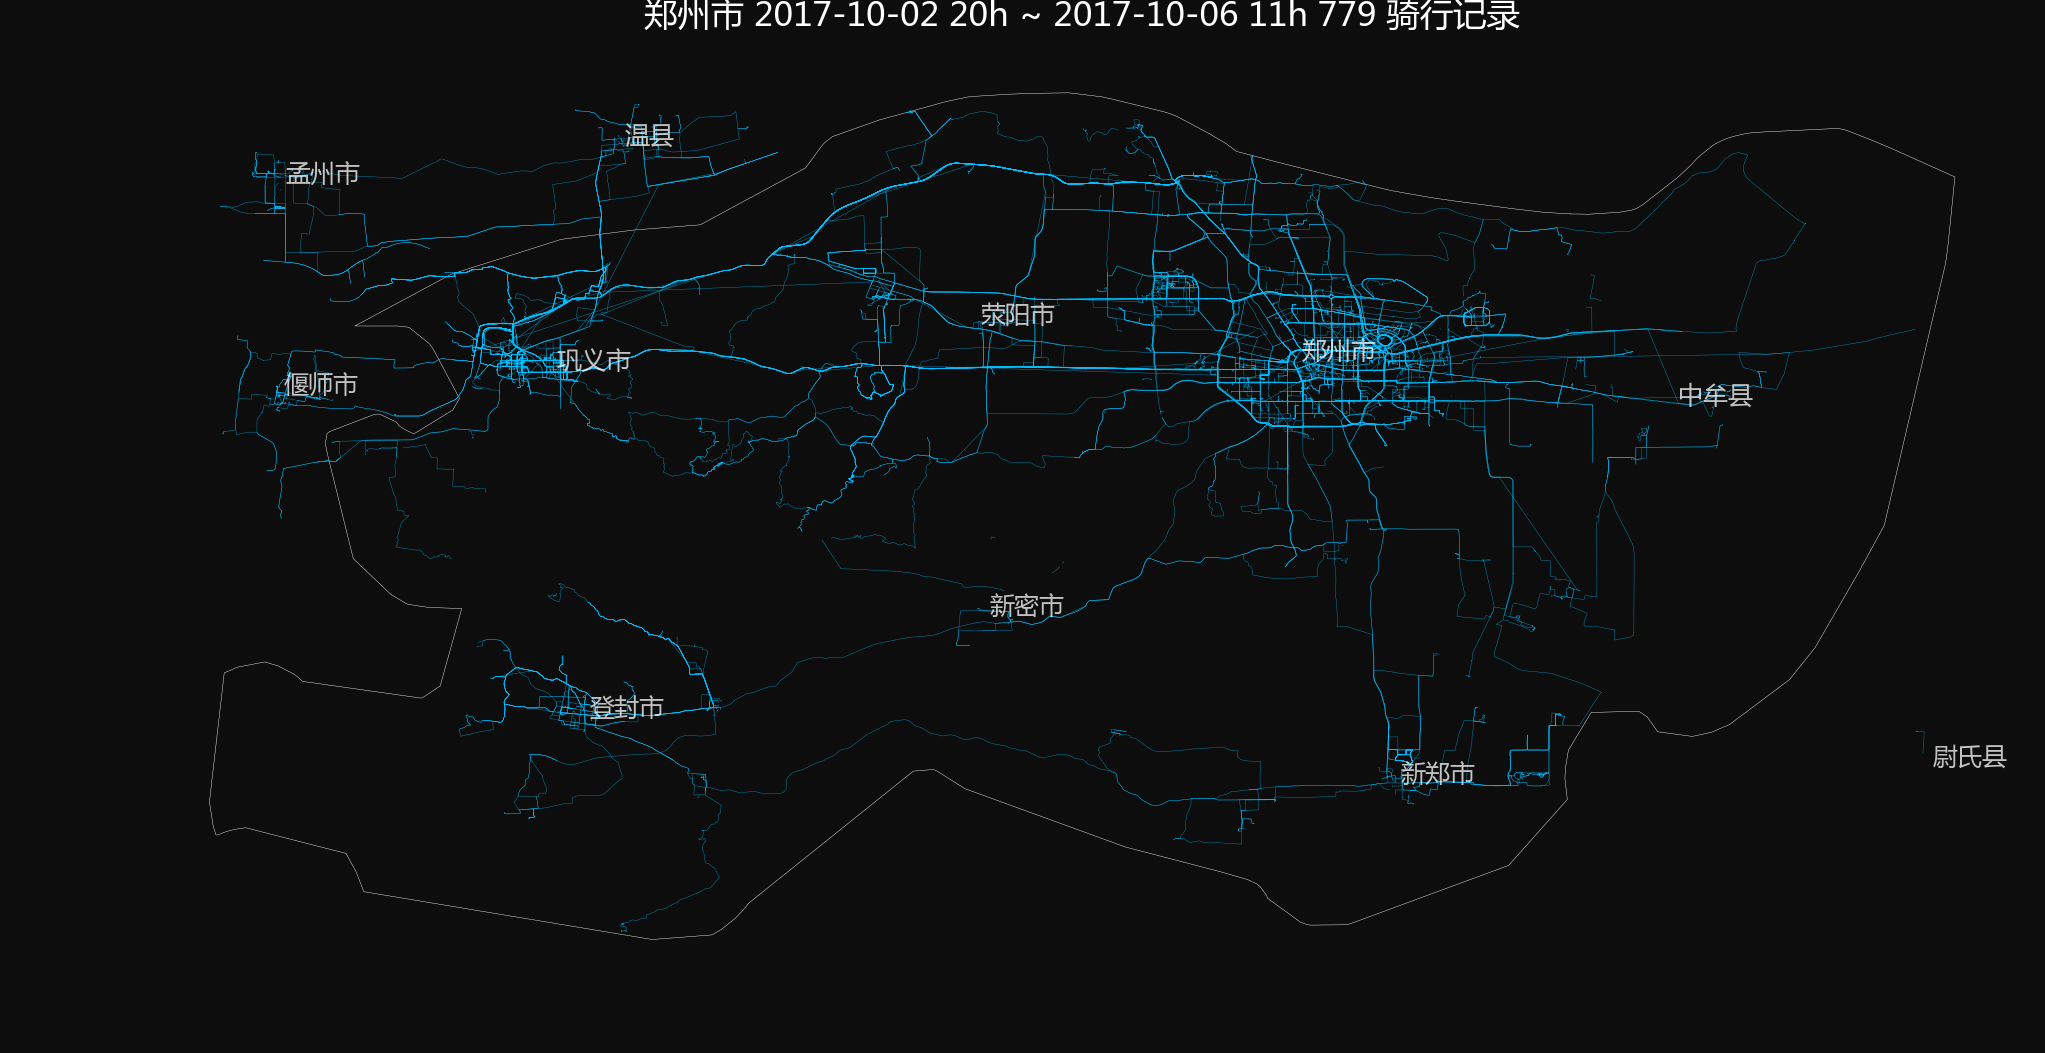 郑州市 2017-10-02 20h ~ 2017-10-06 11h 779 骑行记录
温县
孟州市
荥阳市
郑州市
巩义市
偃师市
中牟县
新密市
登封市
尉氏县
新郑市